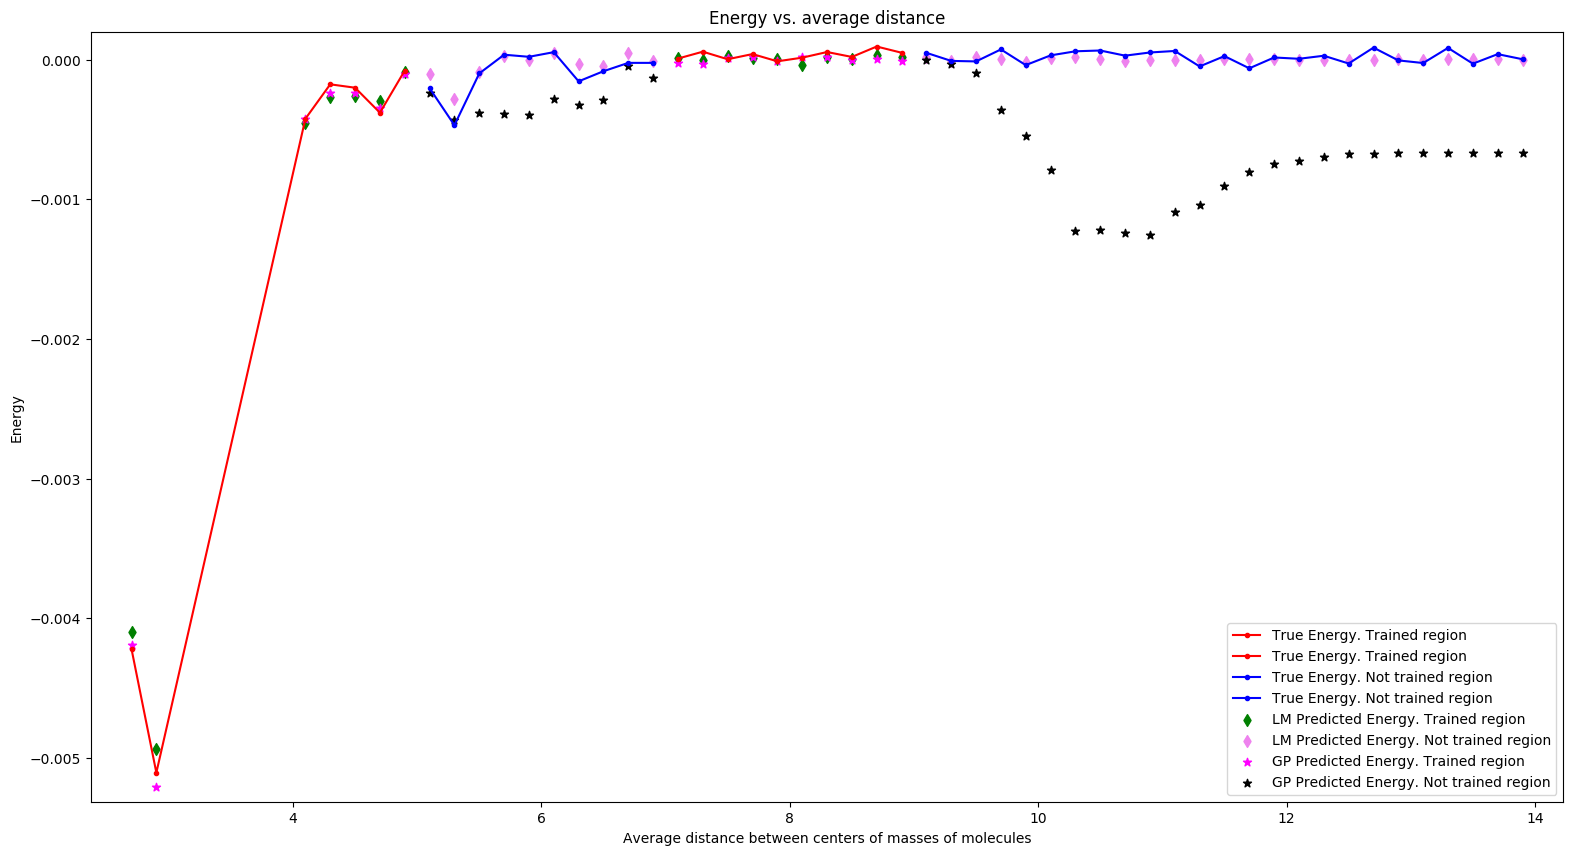 Energy vs. average distance
0.000
−0.001
−0.002
−0.003
−0.004
−0.005
Energy
4
6
8
10
12
14
Average distance between centers of masses of molecules
True Energy. Trained region
True Energy. Trained region
True Energy. Not trained region
True Energy. Not trained region
LM Predicted Energy. Trained region
LM Predicted Energy. Not trained region
GP Predicted Energy. Trained region
GP Predicted Energy. Not trained region